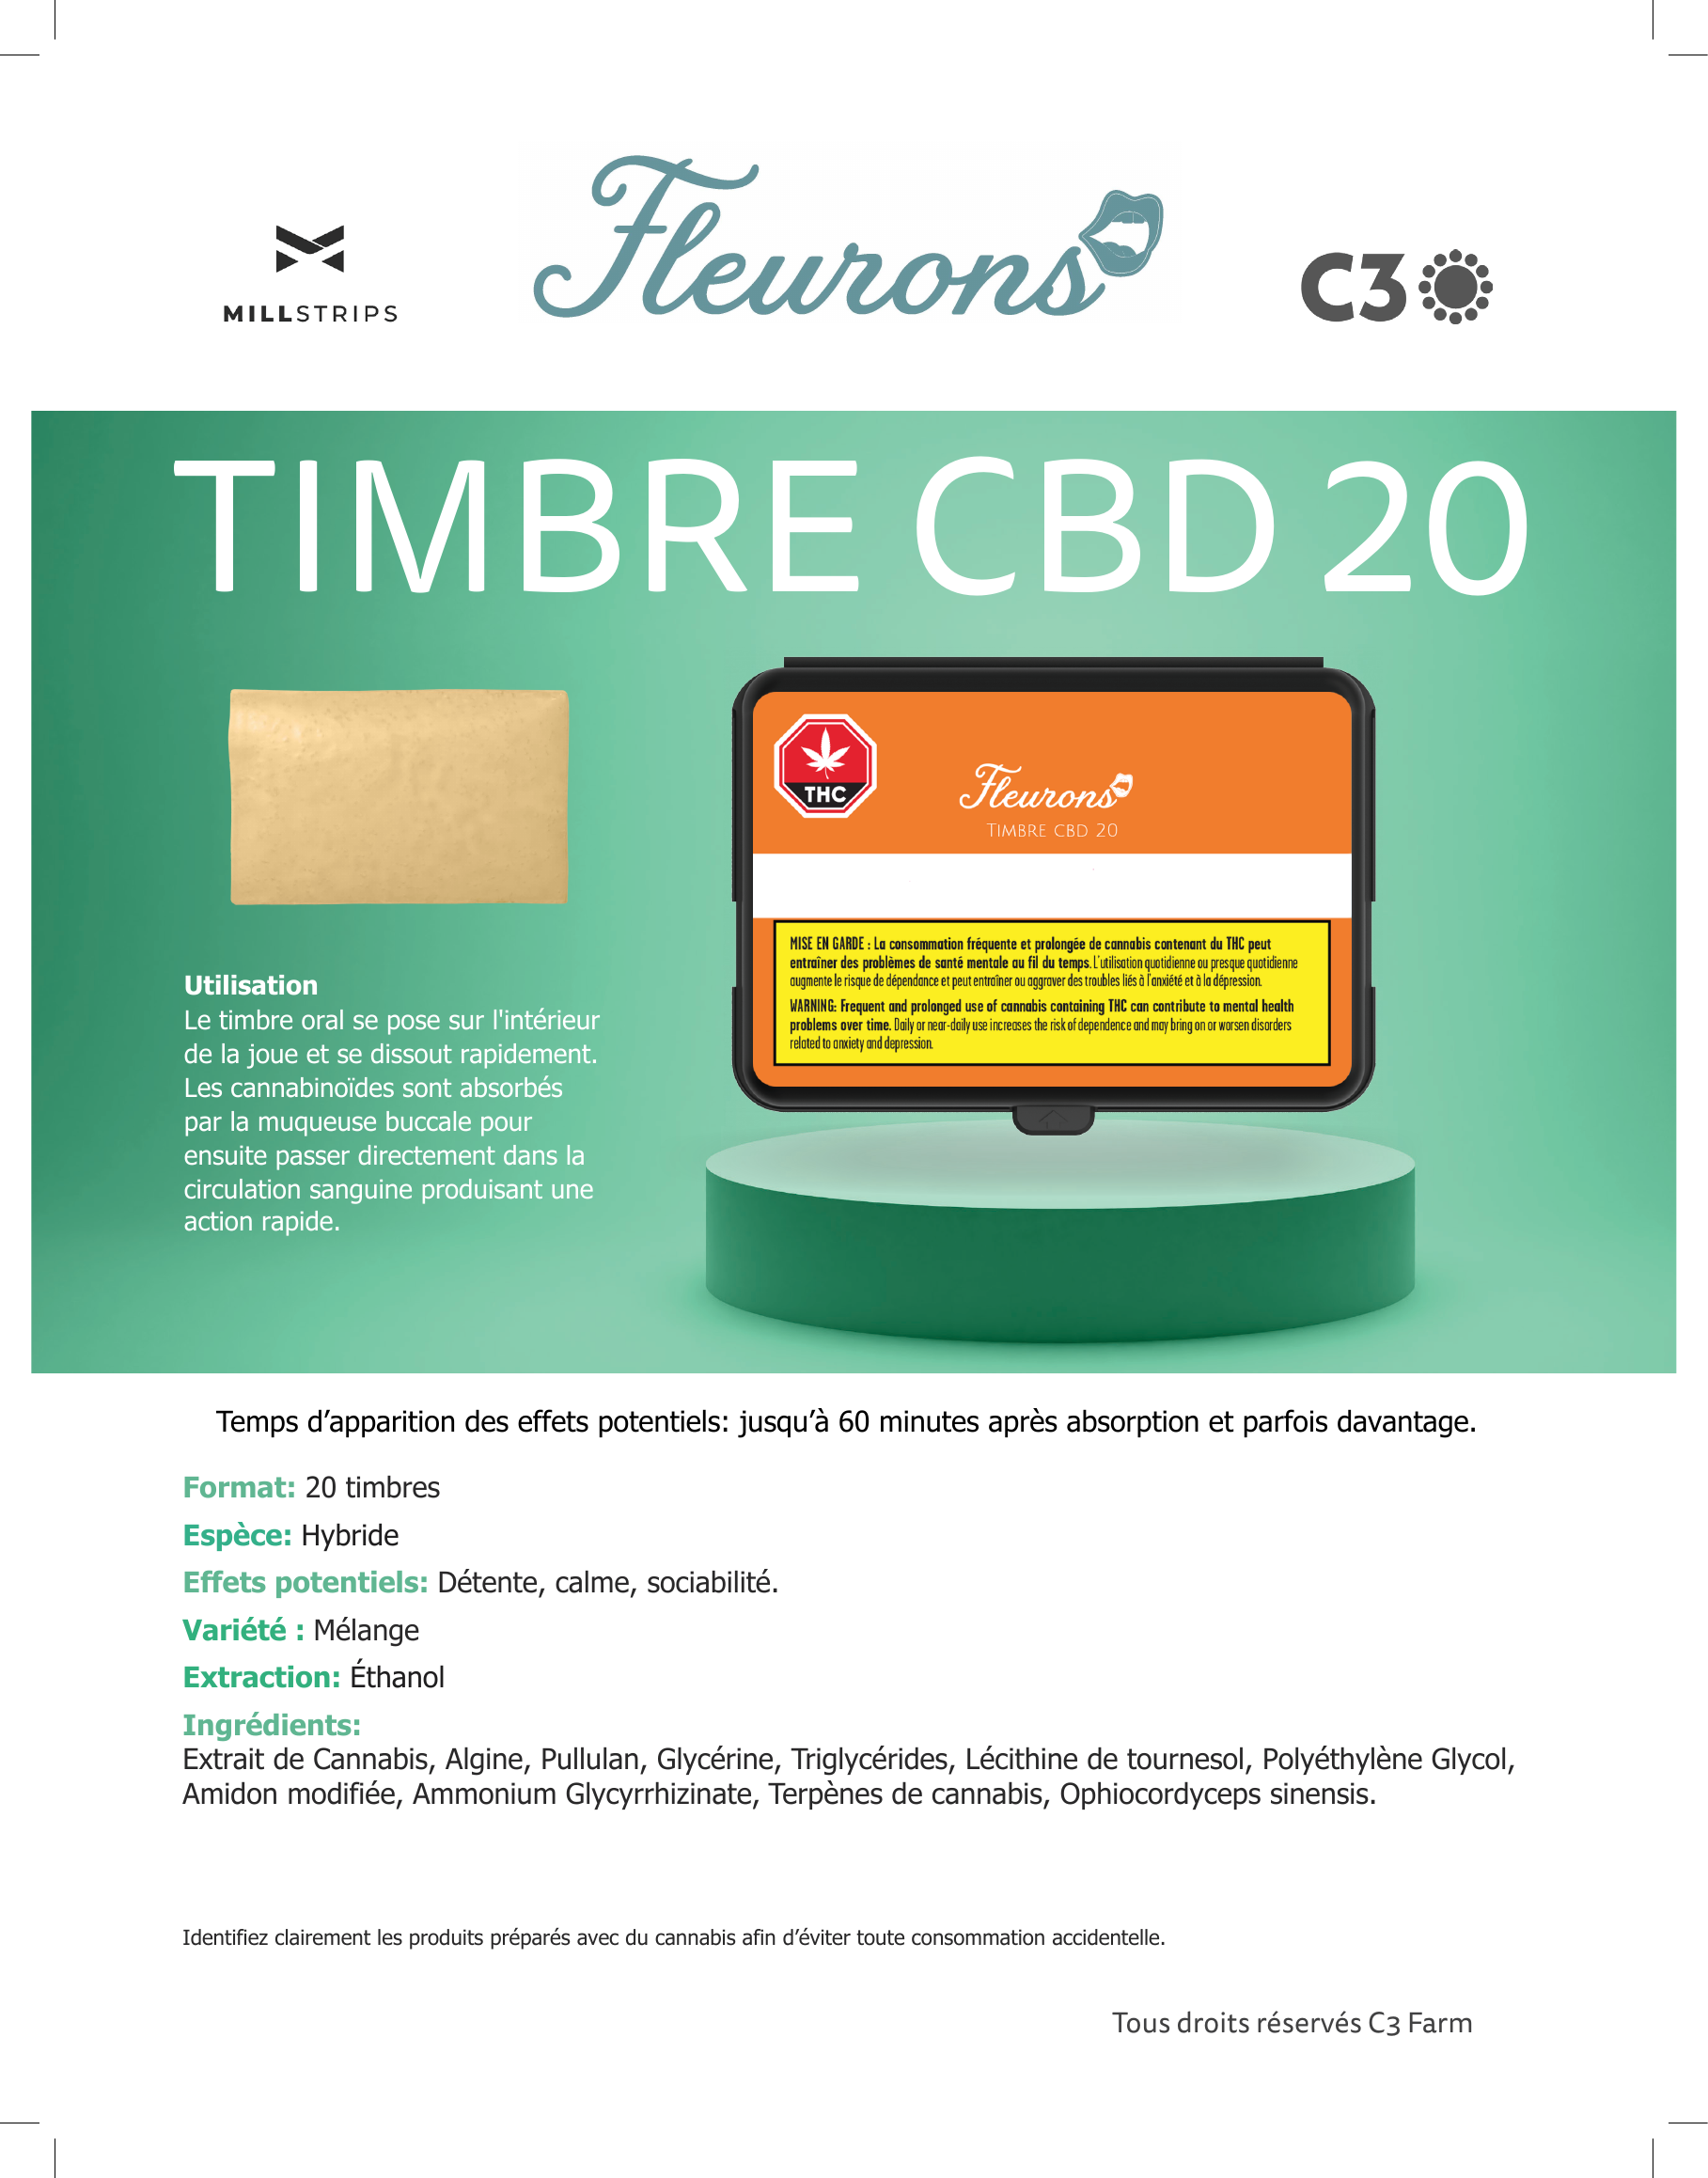 Fleurons
MILLSTRIPS
C3
TIMBRE CBD 20
THC
Fleurons
TIMBRE CBD 20
MISE EN GARDE : La consommation fréquente et prolongée de cannabis contenant du THC peut
entraîner des problèmes de santé mentale au fil du temps. L'utilisation quotidienne ou presque quotidienne
augmente le risque de dépendance et peut entraîner ou aggraver des troubles liés à l'anxiété et à la dépression.
WARNING: Frequent and prolonged use of cannabis containing THC can contribute to mental health
problems over time. Daily or near-daily use increases the risk of dependence and may bring on or worsen disorders
related to anxiety and depression.
Utilisation
Le timbre oral se pose sur l'intérieur
de la joue et se dissout rapidement.
Les cannabinoïdes sont absorbés
par la muqueuse buccale pour
ensuite passer directement dans la
circulation sanguine produisant une
action rapide.
Temps d’apparition des effets potentiels: jusqu’à 60 minutes après absorption et parfois davantage.
Format: 20 timbres
Espèce: Hybride
Effets potentiels: Détente, calme, sociabilité.
Variété : Mélange
Extraction: Éthanol
Ingrédients:
Extrait de Cannabis, Algine, Pullulan, Glycérine, Triglycérides, Lécithine de tournesol, Polyéthylène Glycol,
Amidon modifiée, Ammonium Glycyrrhizinate, Terpènes de cannabis, Ophiocordyceps sinensis.
Identifiez clairement les produits préparés avec du cannabis afin d’éviter toute consommation accidentelle.
Tous droits réservés C3 Farm